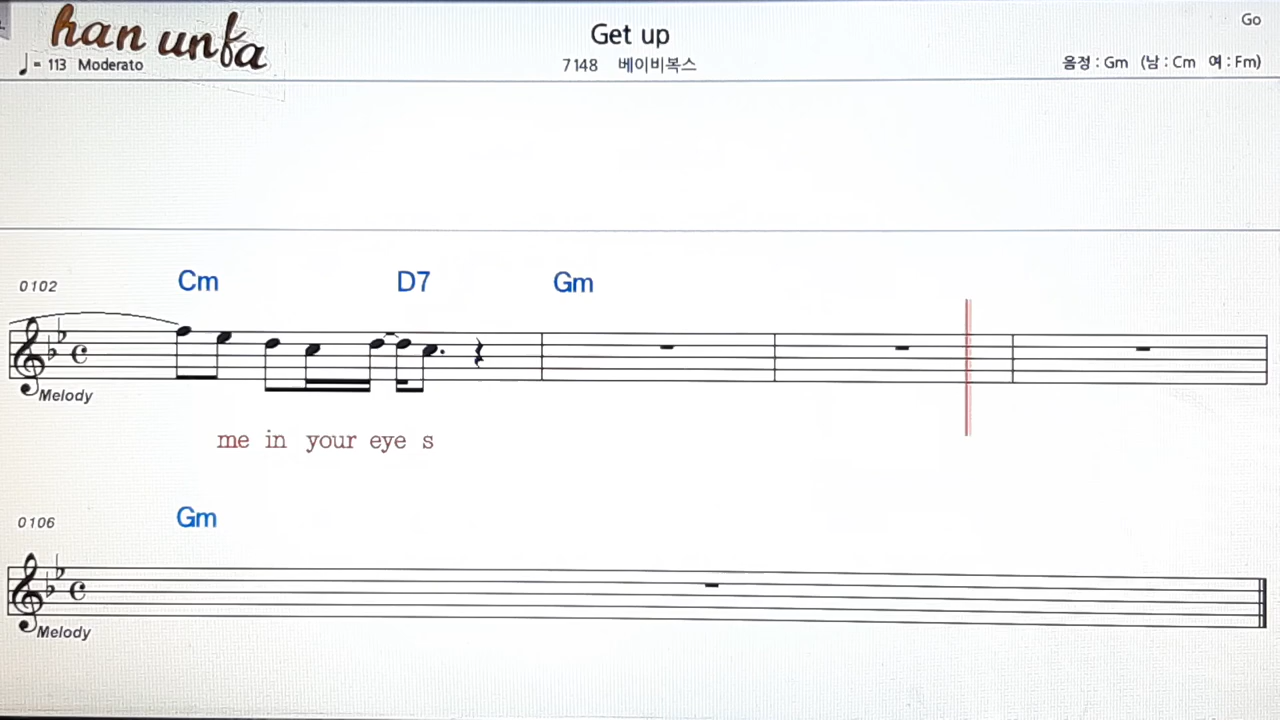 han unfa
Go
Get up
♩= 113 Moderato
7148 베이비복스
음정 : Gm (남 : Cm 여 : Fm)
0102
Cm D7 Gm
Melody
me in your eye s
0106
Gm
Melody